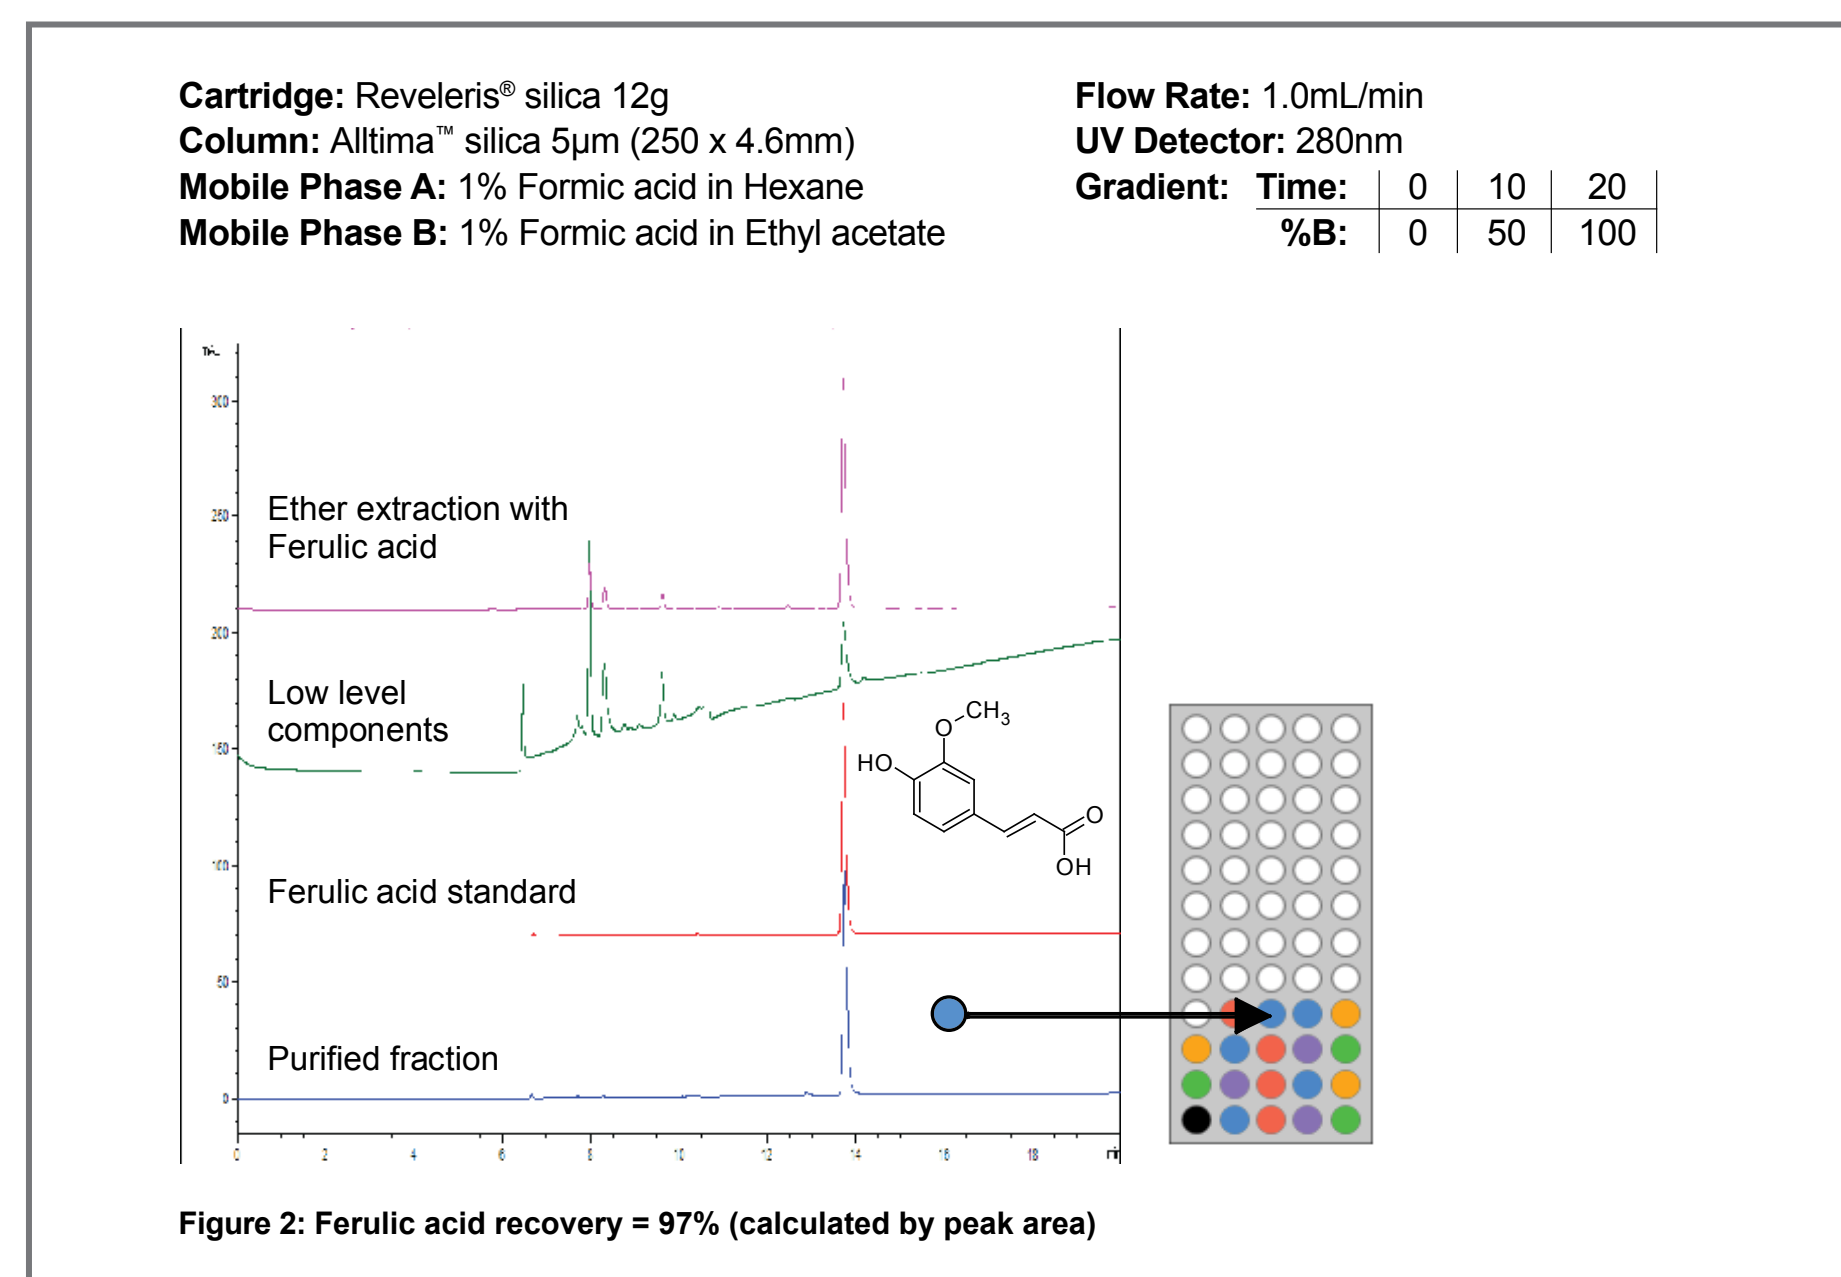 Cartridge: Reveleris® silica 12g
Column: Alltima™ silica 5µm (250 x 4.6mm)
Mobile Phase A: 1% Formic acid in Hexane
Mobile Phase B: 1% Formic acid in Ethyl acetate
Flow Rate: 1.0mL/min
UV Detector: 280nm
Gradient: Time: 0 10 20
%B: 0 50 100
300
250
200
150
100
50
0
Ether extraction with
Ferulic acid
Low level
components
Ferulic acid standard
Purified fraction
O CH3
HO
O
OH
0 2 4 6 8 10 12 14 16 18
Figure 2: Ferulic acid recovery = 97% (calculated by peak area)